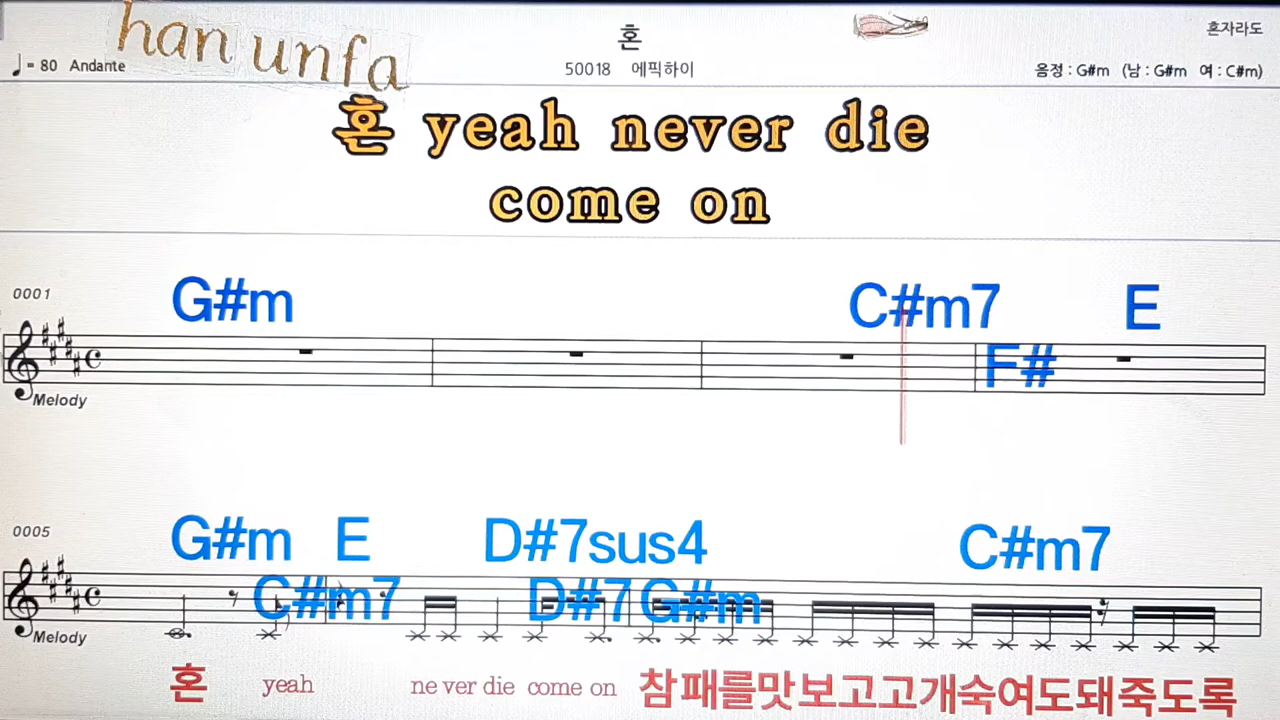 han unfa
혼
혼자라도
♩= 80 Andante
50018 에픽하이
음정 : G#m (남 : G#m 여 : C#m)
혼 yeah never die
come on
0001
G#m C#m7 E
F#
Melody
0005
G#m E D#7sus4 C#m7
C#m7 D#7 G#m
Melody
혼 yeah ne ver die come on 참패를맛보고고개숙여도돼죽도록